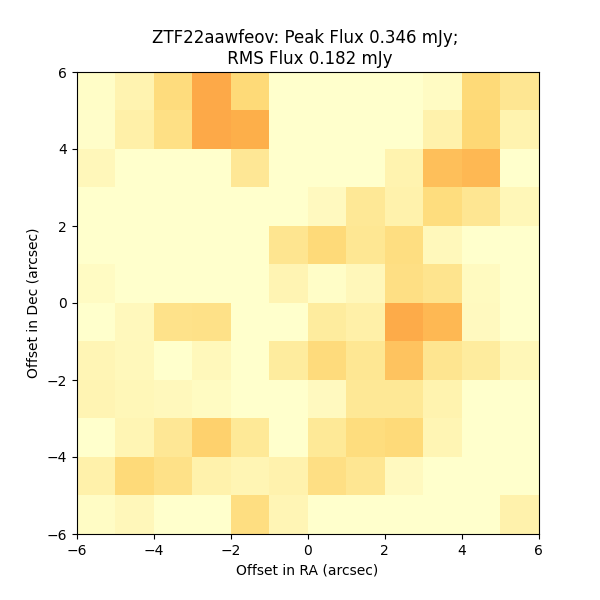 ZTF22aawfeov: Peak Flux 0.346 mJy;
RMS Flux 0.182 mJy
6
4
2
0
−2
−4
−6
Offset in Dec (arcsec)
−6 −4 −2 0 2 4 6
Offset in RA (arcsec)